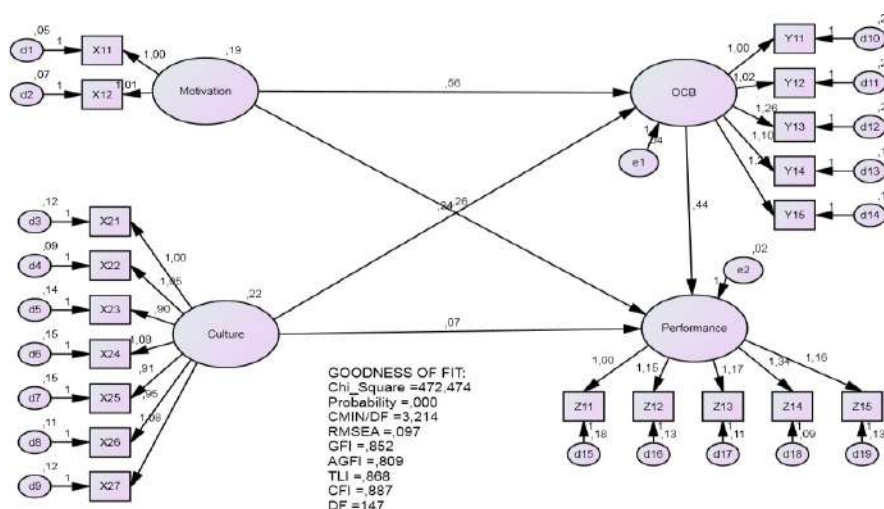 ,05
d1 1 X11
1,00
,07
d2 1 X12
1,01
,19
Motivation
,56
OCB
1,00
1,02
1,26
1,10
Y11 1 d10
Y12 1 d11
Y13 1 d12
Y14 1 d13
Y15 1 d14
e1
,26
,44
,12
d3 1 X21
,09
d4 1 X22
,14
d5 1 X23
,15
d6 1 X24
,15
d7 1 X25
,11
d8 1 X26
,12
d9 1 X27
1,00
,90
,91
,95
1,08
,22
Culture
,07
,02
e2
1
Performance
1,00
1,15
1,17
1,34
1,16
Z11
Z12
Z13
Z14
Z15
1 ,18
1 ,13
1 ,11
1 ,09
1 ,13
d15
d16
d17
d18
d19
GOODNESS OF FIT:
Chi_Square =472,474
Probability =,000
CMIN/DF =3,214
RMSEA =,097
GFI =,852
AGFI =,809
TLI =,868
CFI =,887
DF =147